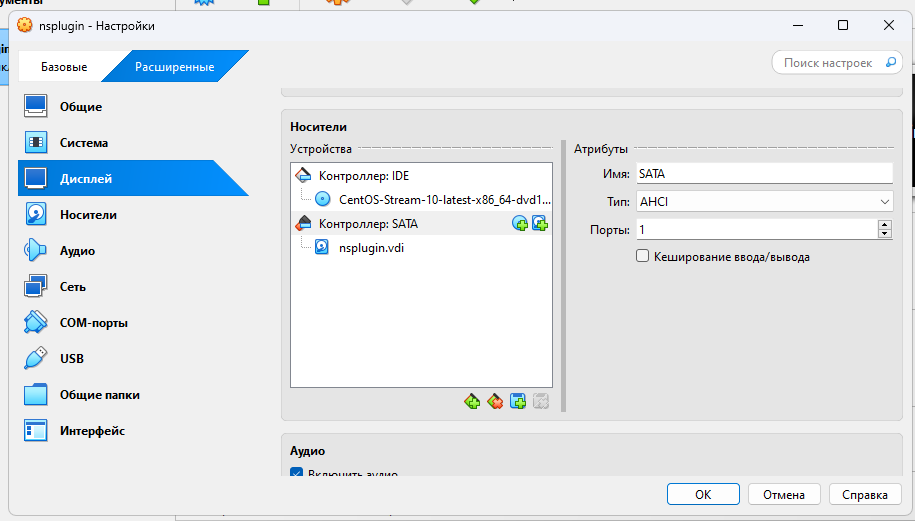 nsplugin - Настройки
Базовые
Расширенные
Поиск настроек
Общие
Система
Дисплей
Носители
Аудио
Сеть
COM-порты
USB
Общие папки
Интерфейс
Носители
Устройства
Контроллер: IDE
CentOS-Stream-10-latest-x86_64-dvd1...
Контроллер: SATA
nsplugin.vdi
Атрибуты
Имя: SATA
Тип: AHCI
Порты: 1
Кеширование ввода/вывода
Аудио
Включить аудио
OK
Отмена
Справка